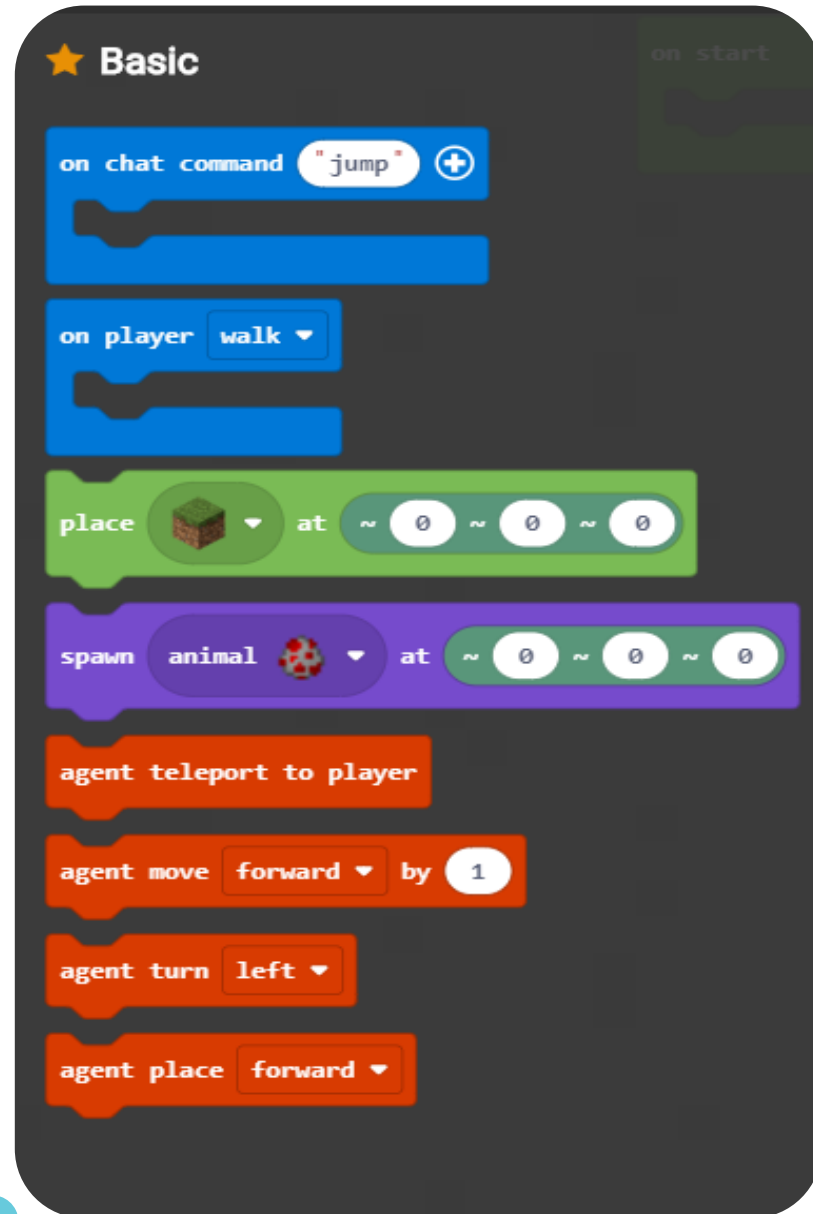 Basic
on start
on chat command "jump"
on player walk
place at ~ 0 ~ 0 ~ 0
spawn animal at ~ 0 ~ 0 ~ 0
agent teleport to player
agent move forward by 1
agent turn left
agent place forward